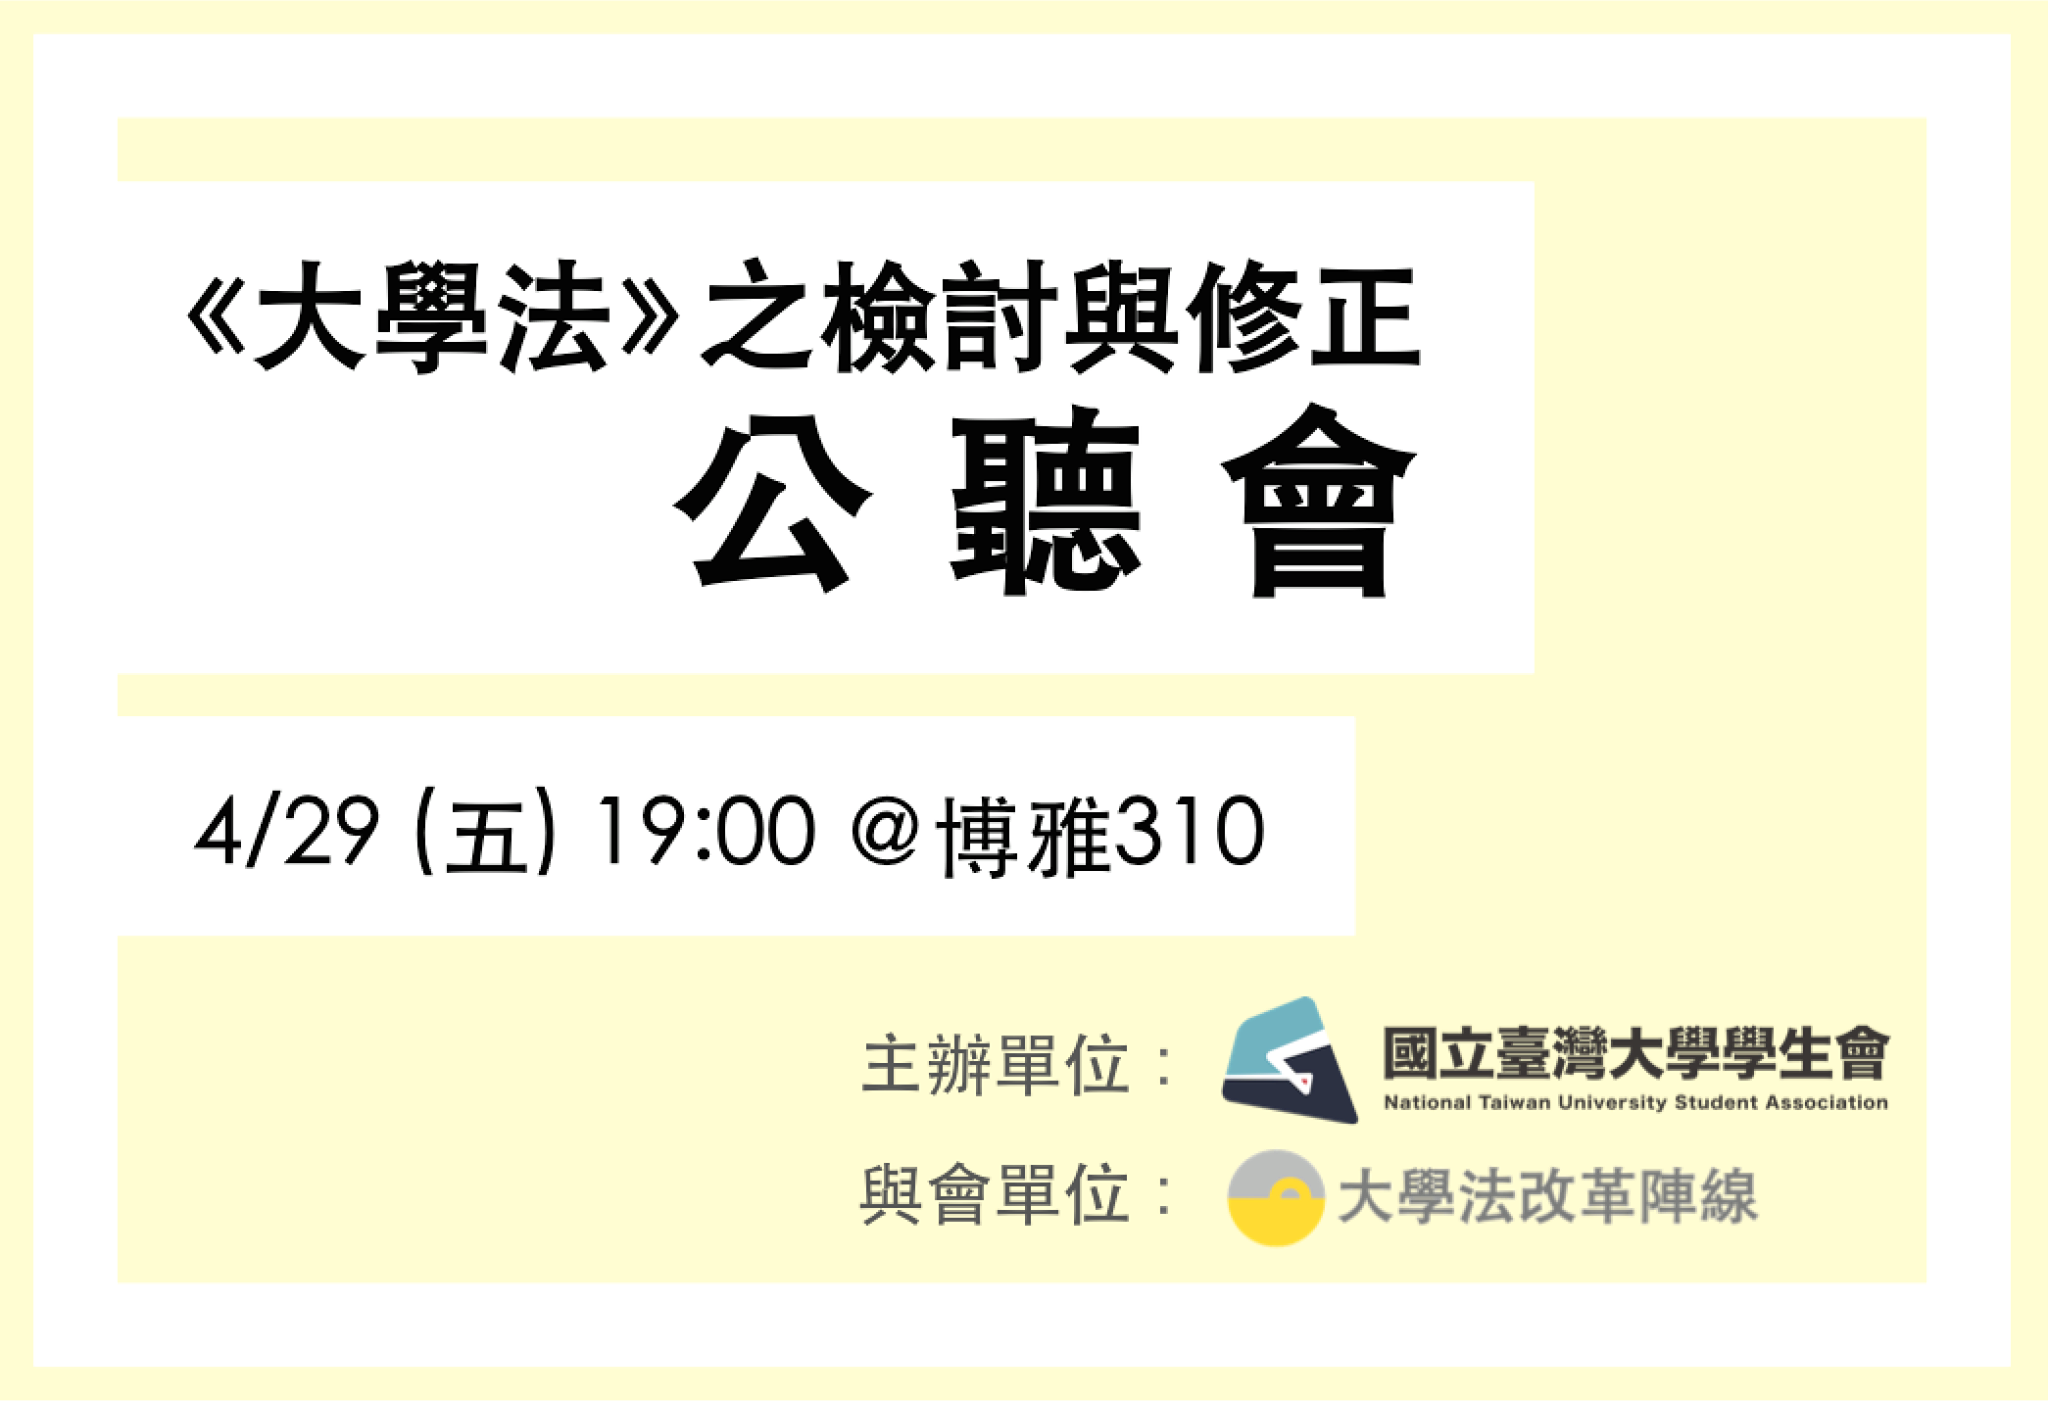 《大學法》之檢討與修正
公聽會
4/29 (五) 19:00 @博雅310
主辦單位：國立臺灣大學學生會
National Taiwan University Student Association
與會單位：大學法改革陣線